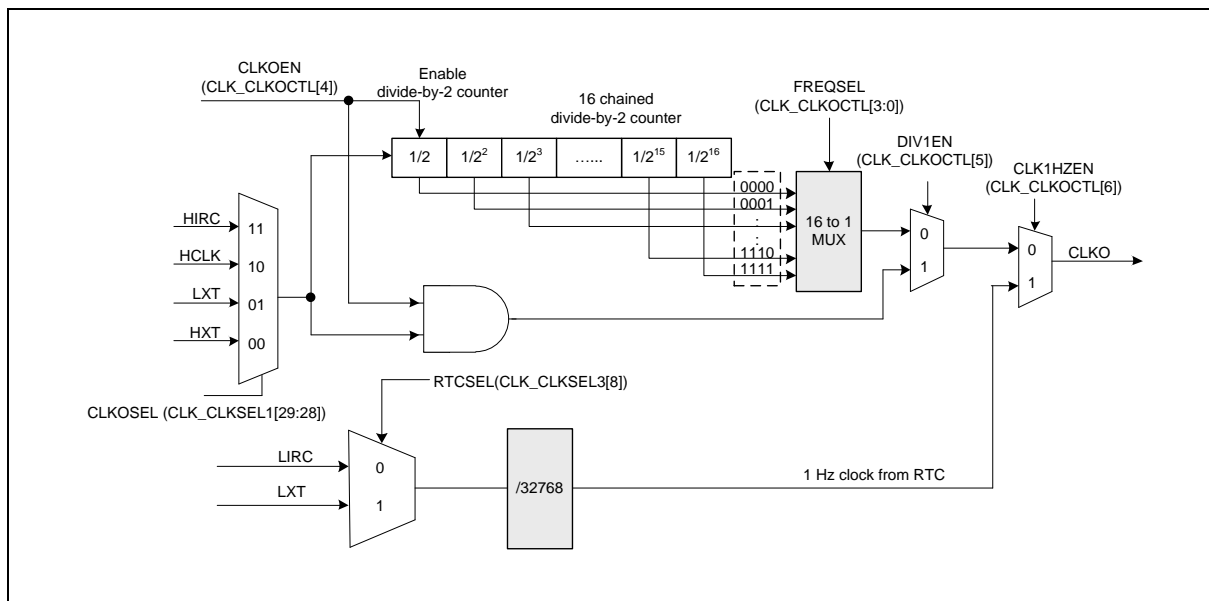 CLKOEN
(CLK_CLKOCTL[4])
Enable
divide-by-2 counter
16 chained
divide-by-2 counter
FREQSEL
(CLK_CLKOCTL[3:0])
DIV1EN
(CLK_CLKOCTL[5])
CLK1HZEN
(CLK_CLKOCTL[6])
1/2 1/2² 1/2³ …... 1/2¹⁵ 1/2¹⁶
0000
0001
:
:
1110
1111
16 to 1
MUX
0
1
0
1
CLKO
HIRC 11
HCLK 10
LXT 01
HXT 00
CLKOSEL (CLK_CLKSEL1[29:28])
RTCSEL(CLK_CLKSEL3[8])
LIRC 0
LXT 1
/32768
1 Hz clock from RTC